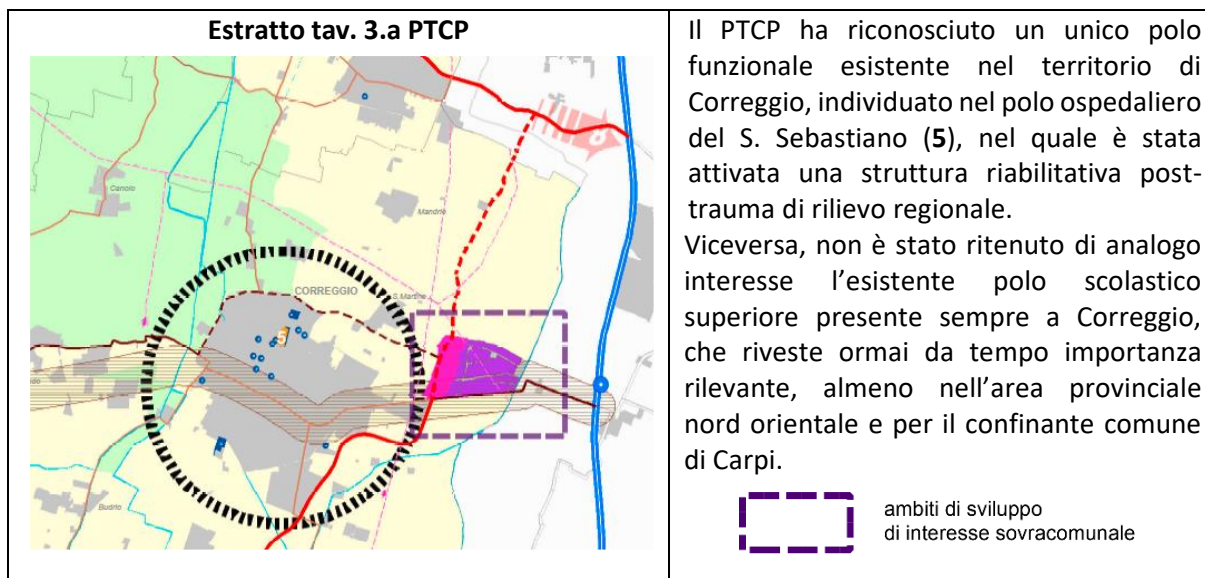 Estratto tav. 3.a PTCP
Canolo
Mandrio
CORREGGIO
S.Martino
5
Budrio
Il PTCP ha riconosciuto un unico polo
funzionale esistente nel territorio di
Correggio, individuato nel polo ospedaliero
del S. Sebastiano (5), nel quale è stata
attivata una struttura riabilitativa post-
trauma di rilievo regionale.
Viceversa, non è stato ritenuto di analogo
interesse l’esistente polo scolastico
superiore presente sempre a Correggio,
che riveste ormai da tempo importanza
rilevante, almeno nell’area provinciale
nord orientale e per il confinante comune
di Carpi.
ambiti di sviluppo
di interesse sovracomunale